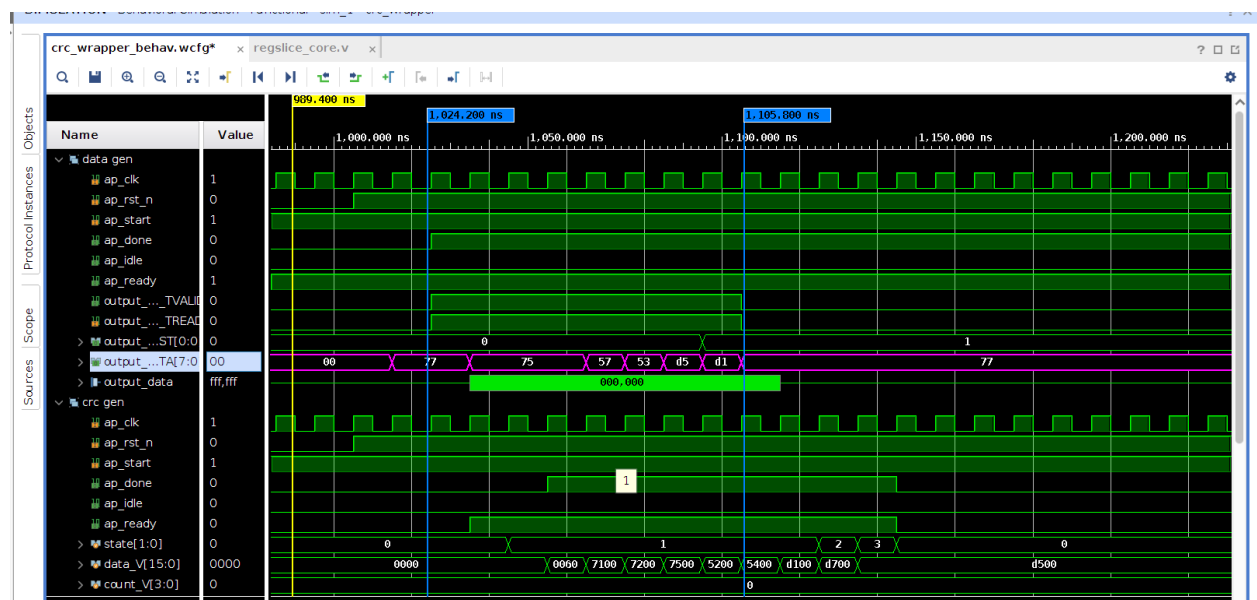 crc_wrapper_behav.wcfg* × regslice_core.v × ? □
989.400 ns
1,024.200 ns 1,105.800 ns
Name Value 1,000.000 ns 1,050.000 ns 1,100.000 ns 1,150.000 ns 1,200.000 ns
Objects
Protocol Instances
Scope
Sources
data gen
ap_clk 1
ap_rst_n 0
ap_start 1
ap_done 0
ap_idle 0
ap_ready 1
output_..._TVALI 0
output_..._TREAD 0
output_...ST[0:0 0 0 1
output_...TA[7:0 00 00 77 75 57 53 d5 d1 77
output_data fff,fff 000,000
crc gen
ap_clk 1
ap_rst_n 0
ap_start 1
ap_done 0 1
ap_idle 0
ap_ready 0
state[1:0] 0 0 1 2 3 0
data_V[15:0] 0000 0000 0060 7100 7200 7500 5200 5400 d100 d700 d500
count_V[3:0] 0 0